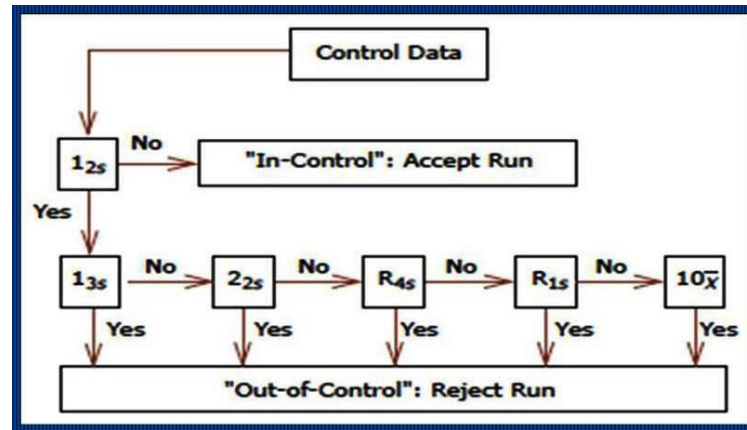 Control Data
1₂ₛ
No
"In-Control": Accept Run
Yes
1₃ₛ
No
2₂ₛ
No
R₄ₛ
No
R₁ₛ
No
10x̅
Yes
Yes
Yes
Yes
Yes
"Out-of-Control": Reject Run